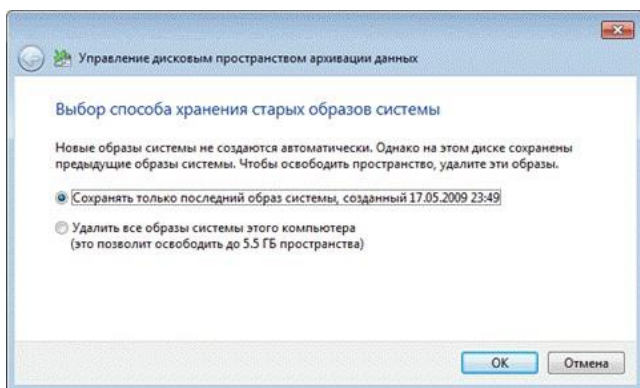 Управление дисковым пространством архивации данных
Выбор способа хранения старых образов системы
Новые образы системы не создаются автоматически. Однако на этом диске сохранены
предыдущие образы системы. Чтобы освободить пространство, удалите эти образы.
Сохранять только последний образ системы, созданный 17.05.2009 23:49
Удалить все образы системы этого компьютера
(это позволит освободить до 5.5 ГБ пространства)
ОК Отмена